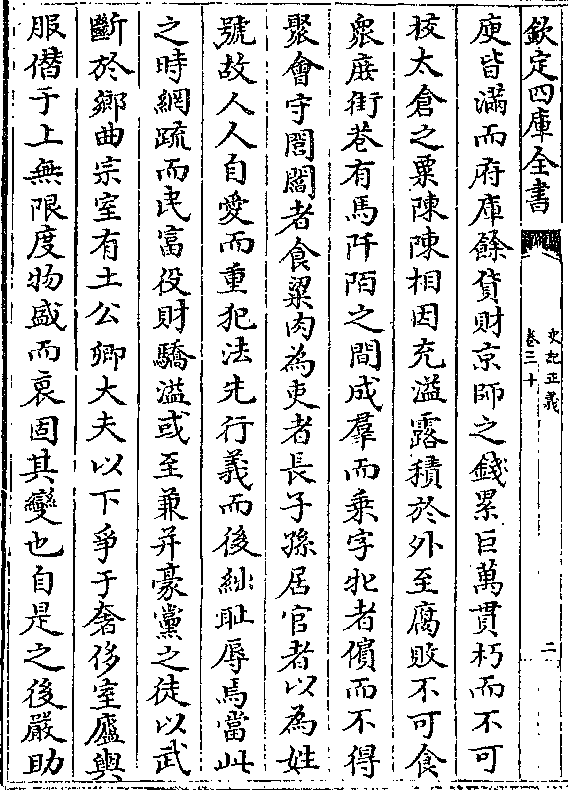 欽定四庫全書
史記正義
卷三十
二
庾皆滿而府庫餘貨財京師之錢累巨萬貫朽而不可
校太倉之粟陳陳相因充溢露積於外至腐敗不可食
衆庶街巷有馬阡陌之間成羣而乗字牝者儐而不得
聚會守閭閻者食粱肉為吏者長子孫居官者以為姓
號故人人自愛而重犯法先行義而後絀耻辱焉當此
之時網疏而民富役財驕溢或至兼并豪黨之徒以武
斷於鄉曲宗室有土公卿大夫以下爭于奢侈室廬輿
服僭于上無限度物盛而衰固其變也自是之後嚴助